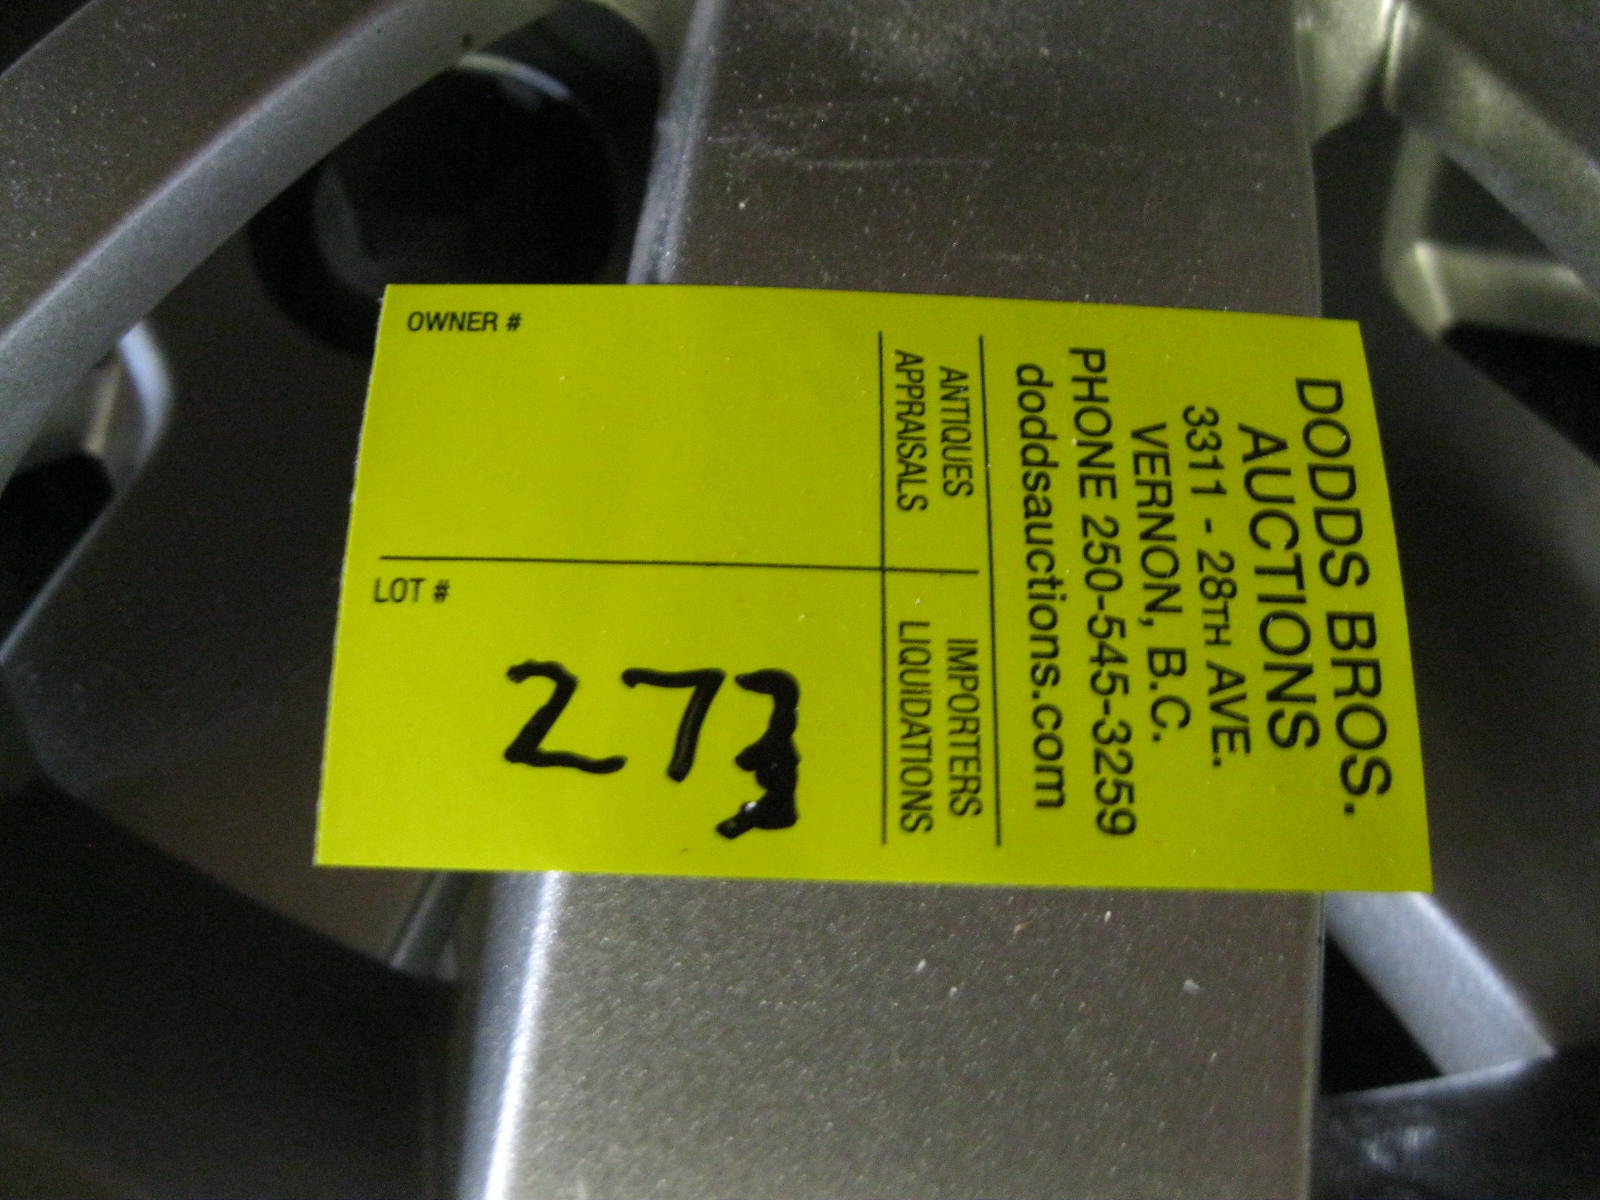 OWNER #
LOT #
273
DODDS BROS.
AUCTIONS
3311 - 28TH AVE.
VERNON, B.C.
PHONE 250-545-3259
doddsauctions.com
ANTIQUES
APPRAISALS
IMPORTERS
LIQUIDATIONS